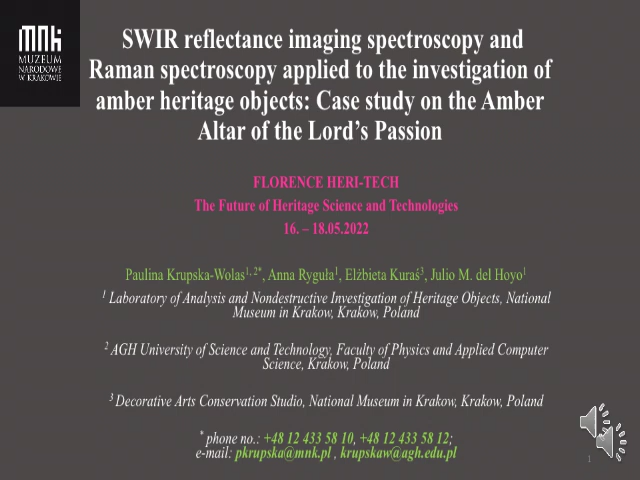 mnk
MUZEUM
NARODOWE
W KRAKOWIE
SWIR reflectance imaging spectroscopy and
Raman spectroscopy applied to the investigation of
amber heritage objects: Case study on the Amber
Altar of the Lord's Passion
FLORENCE HERI-TECH
The Future of Heritage Science and Technologies
16. – 18.05.2022
Paulina Krupska-Wolas1, 2*, Anna Ryguła1, Elżbieta Kuraś3, Julio M. del Hoyo1
1 Laboratory of Analysis and Nondestructive Investigation of Heritage Objects, National
Museum in Krakow, Krakow, Poland
2 AGH University of Science and Technology, Faculty of Physics and Applied Computer
Science, Krakow, Poland
3 Decorative Arts Conservation Studio, National Museum in Krakow, Krakow, Poland
* phone no.: +48 12 433 58 10, +48 12 433 58 12;
e-mail: pkrupska@mnk.pl , krupskaw@agh.edu.pl
1